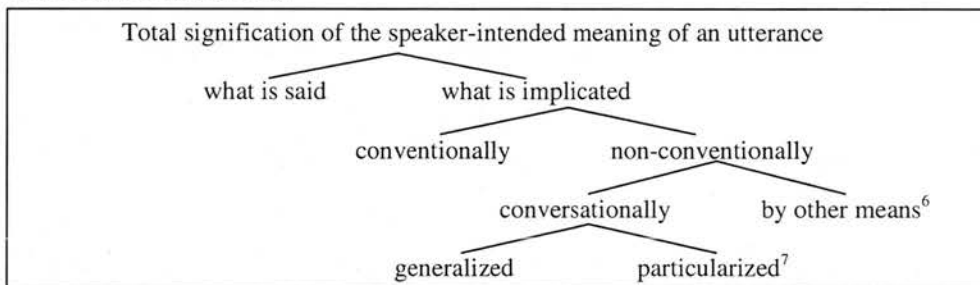 Total signification of the speaker-intended meaning of an utterance
what is said what is implicated
conventionally non-conventionally
conversationally by other means⁶
generalized particularized⁷